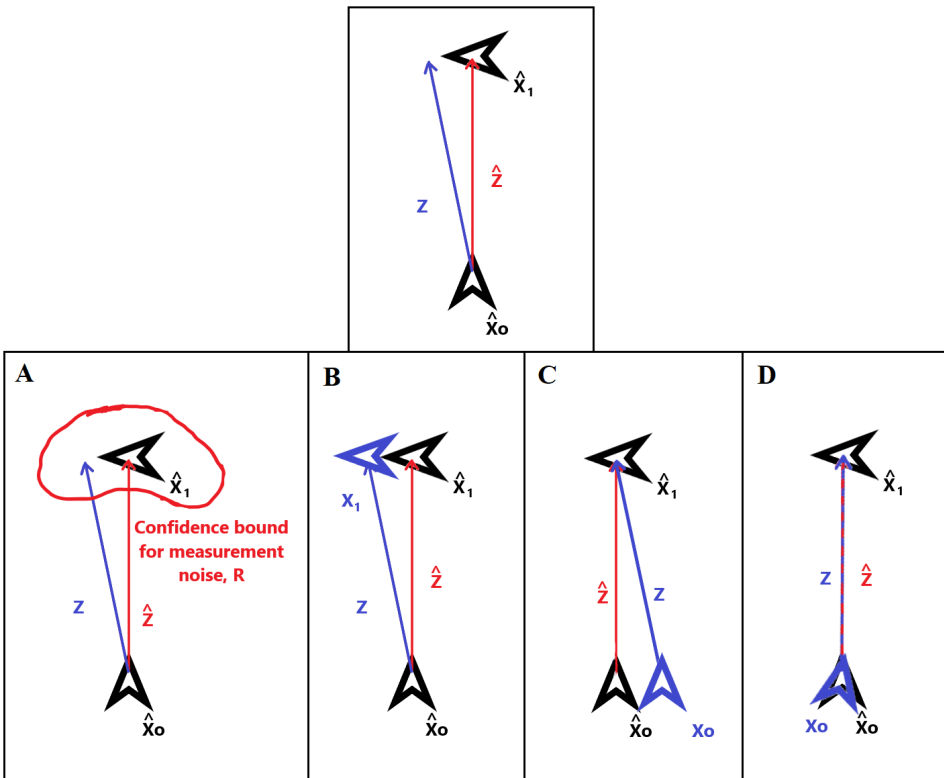 X̂₁
Ẑ
Z
X̂o
A
B
C
D
X̂₁
Confidence bound
for measurement
noise, R
Z
Ẑ
X̂o
X₁
X̂₁
Ẑ
Z
X̂o
X̂₁
Ẑ
Z
X̂o
Xo
X̂₁
Z
Ẑ
Xo
X̂o